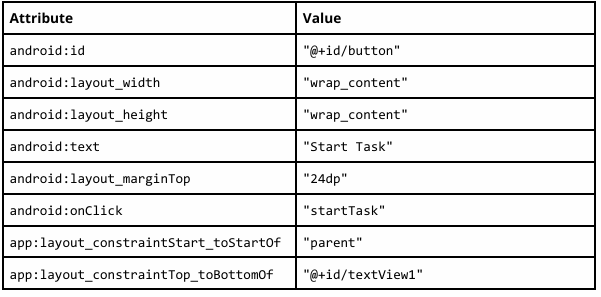 Attribute Value
android:id "@+id/button"
android:layout_width "wrap_content"
android:layout_height "wrap_content"
android:text "Start Task"
android:layout_marginTop "24dp"
android:onClick "startTask"
app:layout_constraintStart_toStartOf "parent"
app:layout_constraintTop_toBottomOf "@+id/textView1"